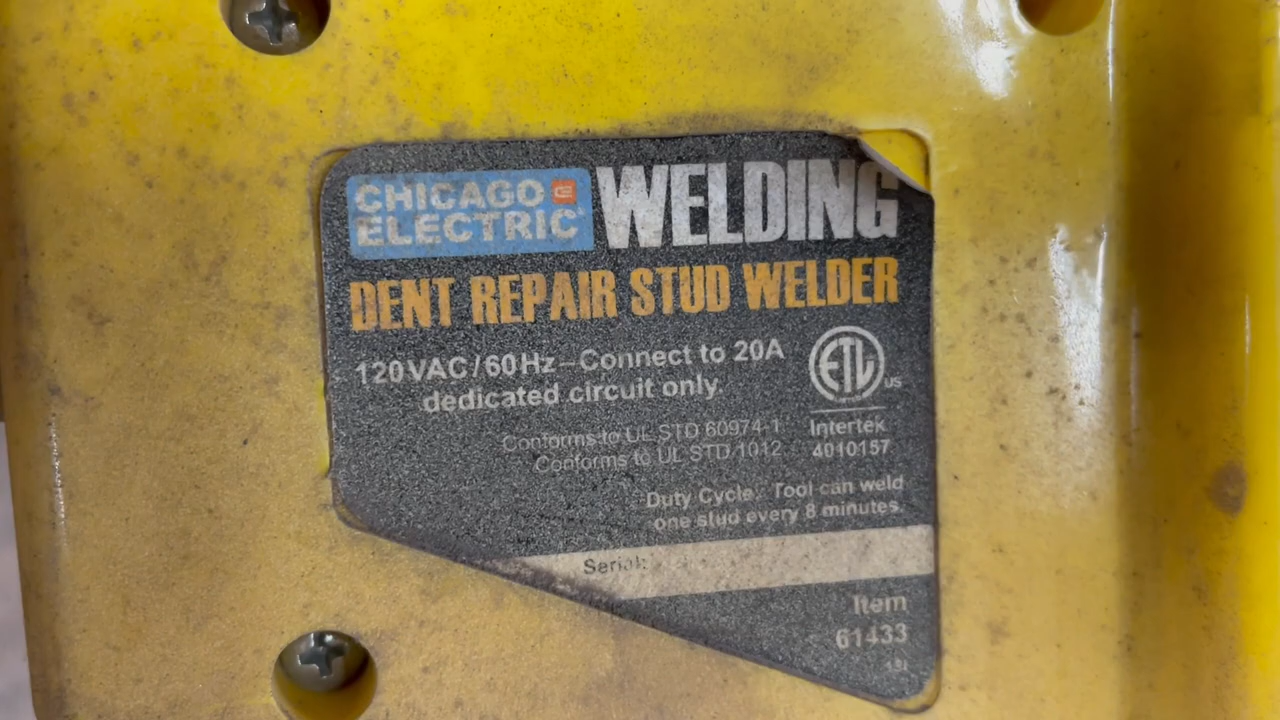 CHICAGO
ELECTRIC
WELDING
DENT REPAIR STUD WELDER
120VAC/60Hz–Connect to 20A
dedicated circuit only.
ETL
US
Intertek
4010157
Conforms to UL STD 60974-1
Conforms to UL STD 1012
Duty Cycle: Tool can weld
one stud every 8 minutes.
Serial:
Item
61433